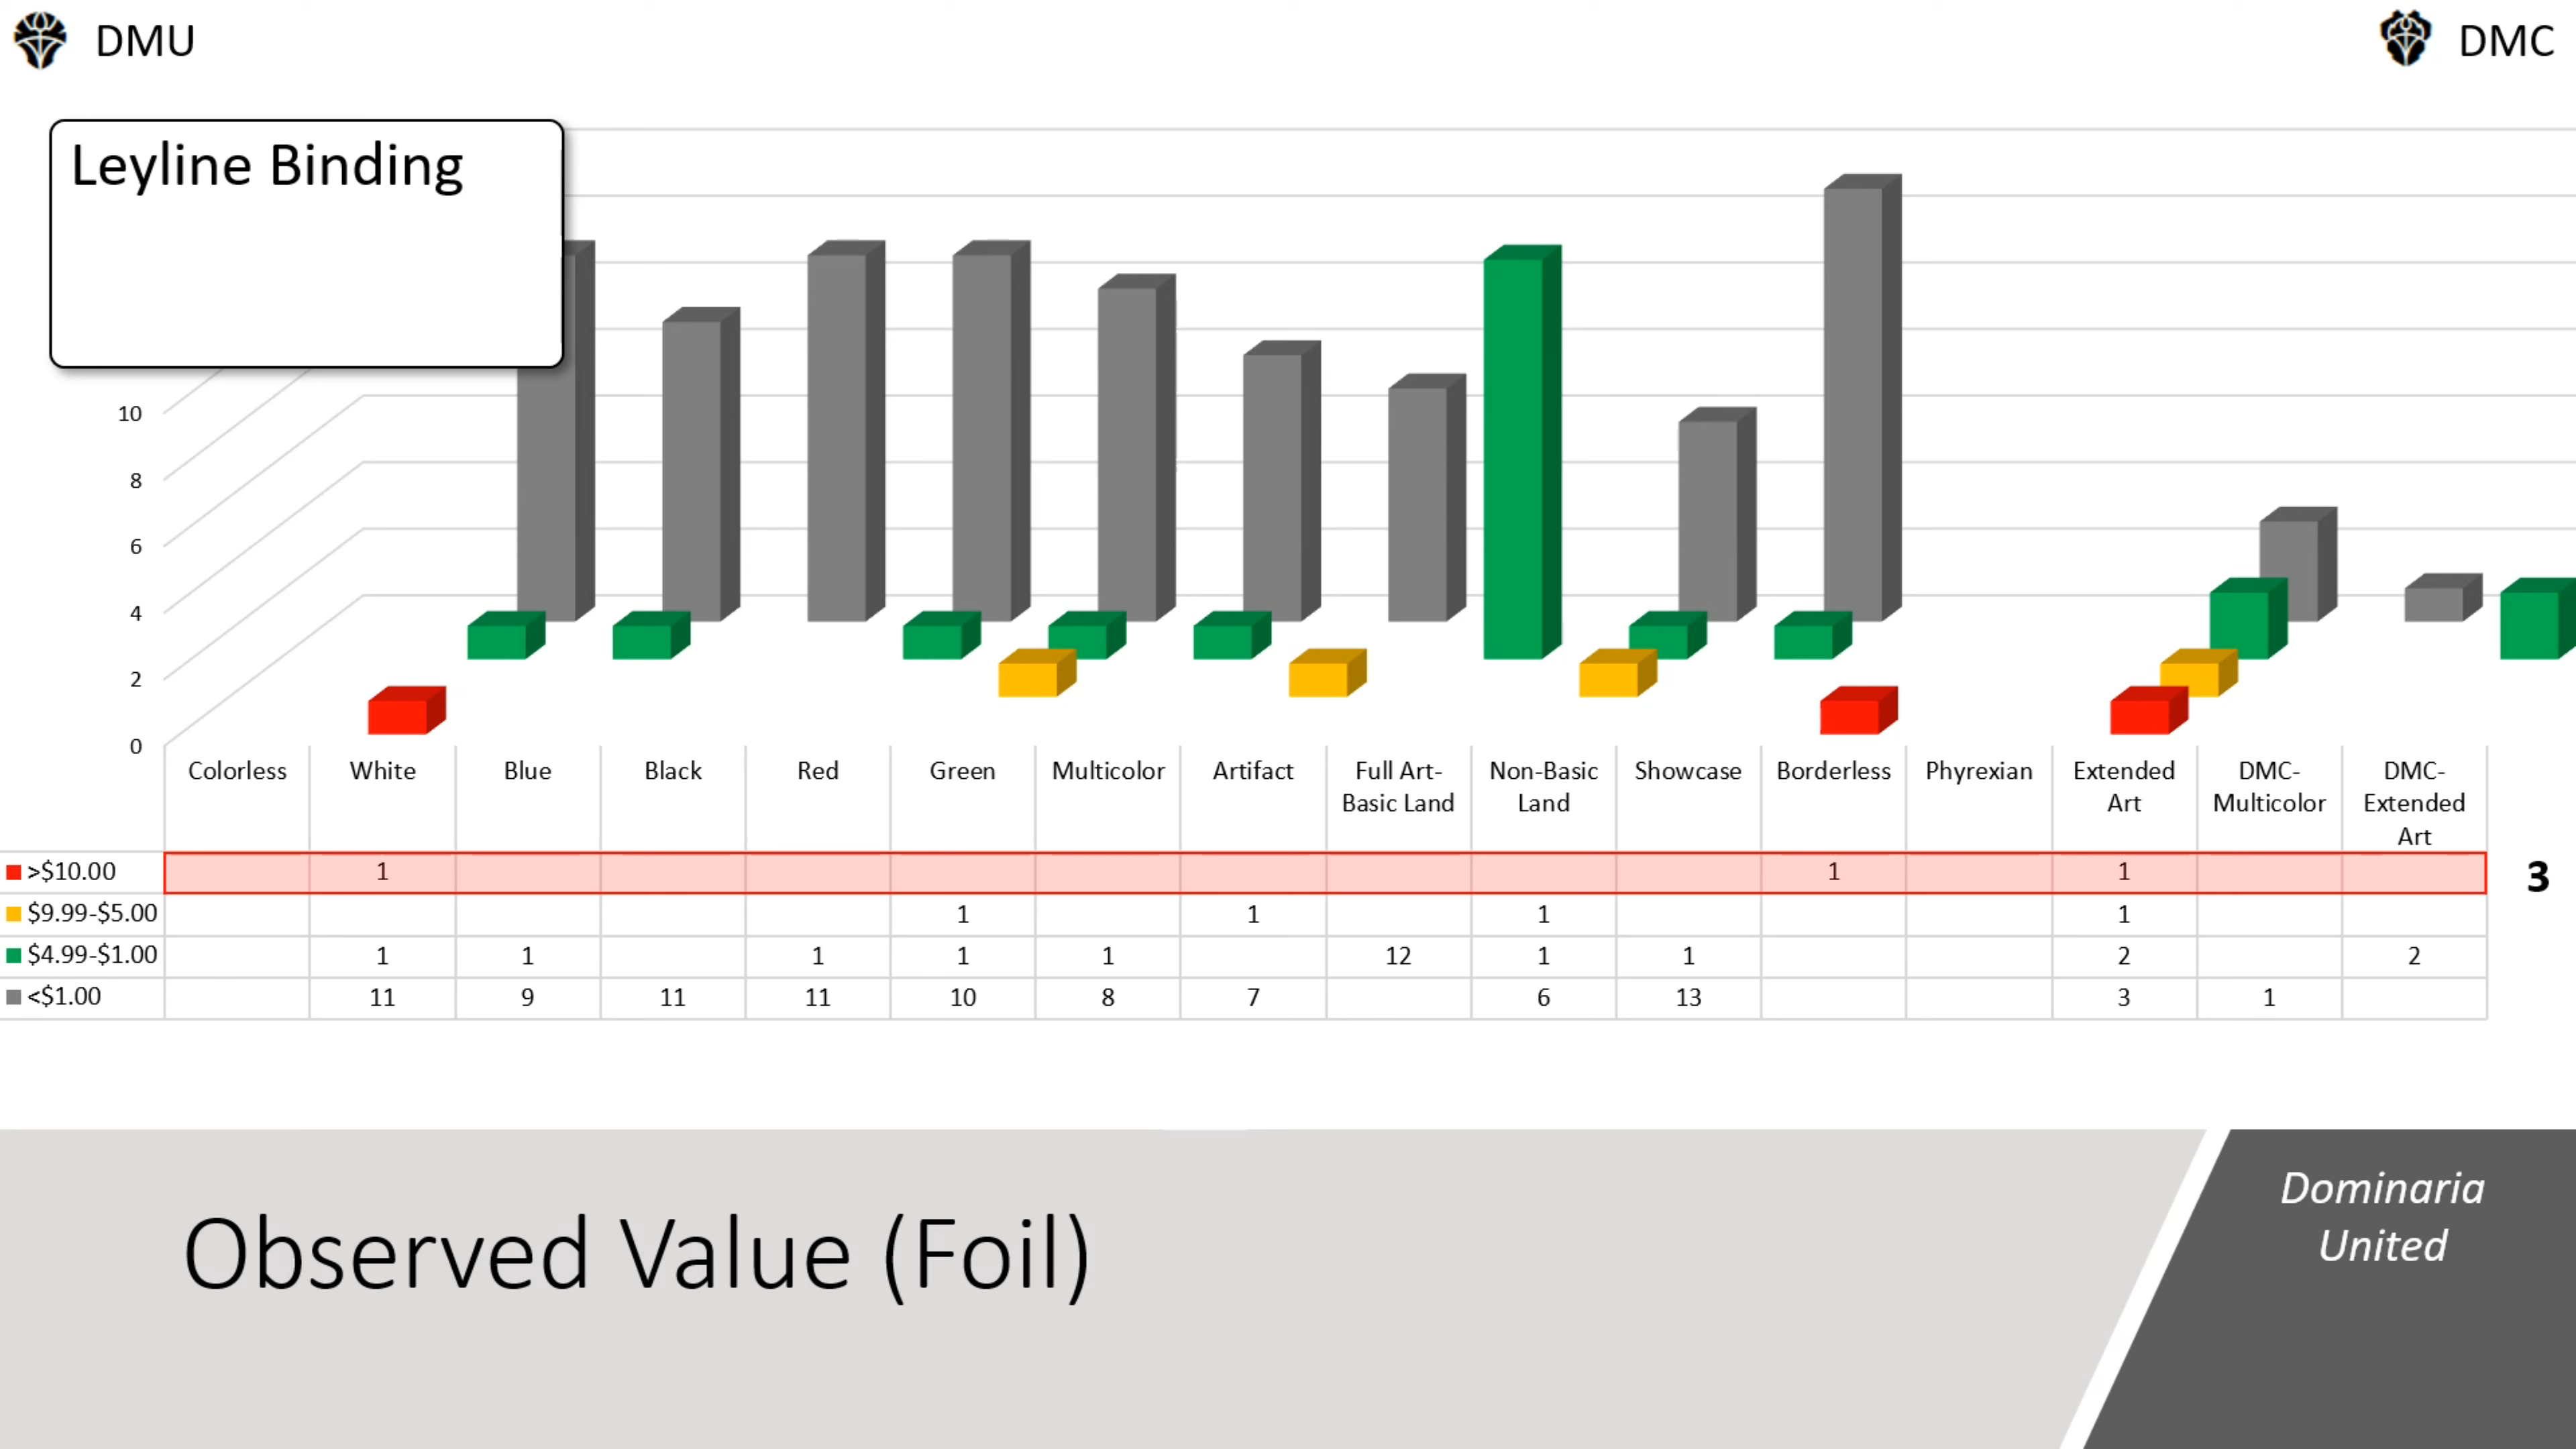 DMU
DMC
Leyline Binding
10
8
6
4
2
0
Colorless White Blue Black Red Green Multicolor Artifact Full Art- Non-Basic Showcase Borderless Phyrexian Extended DMC- DMC-
Basic Land Land Art Multicolor Extended
Art
>$10.00 1 1 1 3
$9.99-$5.00 1 1 1 1
$4.99-$1.00 1 1 1 1 1 12 1 1 2 2
<$1.00 11 9 11 11 10 8 7 6 13 3 1
Observed Value (Foil)
Dominaria
United